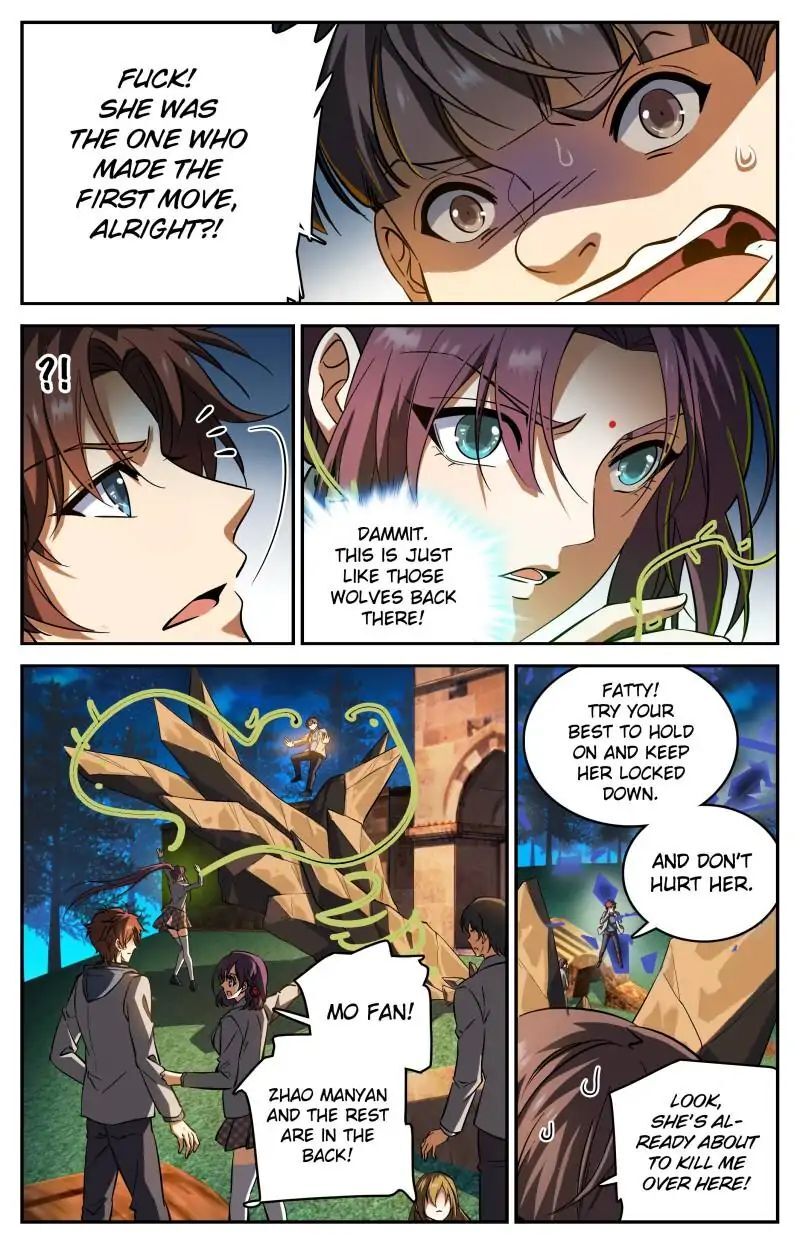 FUCK!
SHE WAS
THE ONE WHO
MADE THE
FIRST MOVE,
ALRIGHT?!
?!
DAMMIT.
THIS IS JUST
LIKE THOSE
WOLVES BACK
THERE!
MO FAN!
ZHAO MANYAN
AND THE REST
ARE IN THE
BACK!
FATTY!
TRY YOUR
BEST TO HOLD
ON AND KEEP
HER LOCKED
DOWN.
AND DON'T
HURT HER.
LOOK,
SHE'S AL-
READY ABOUT
TO KILL ME
OVER HERE!